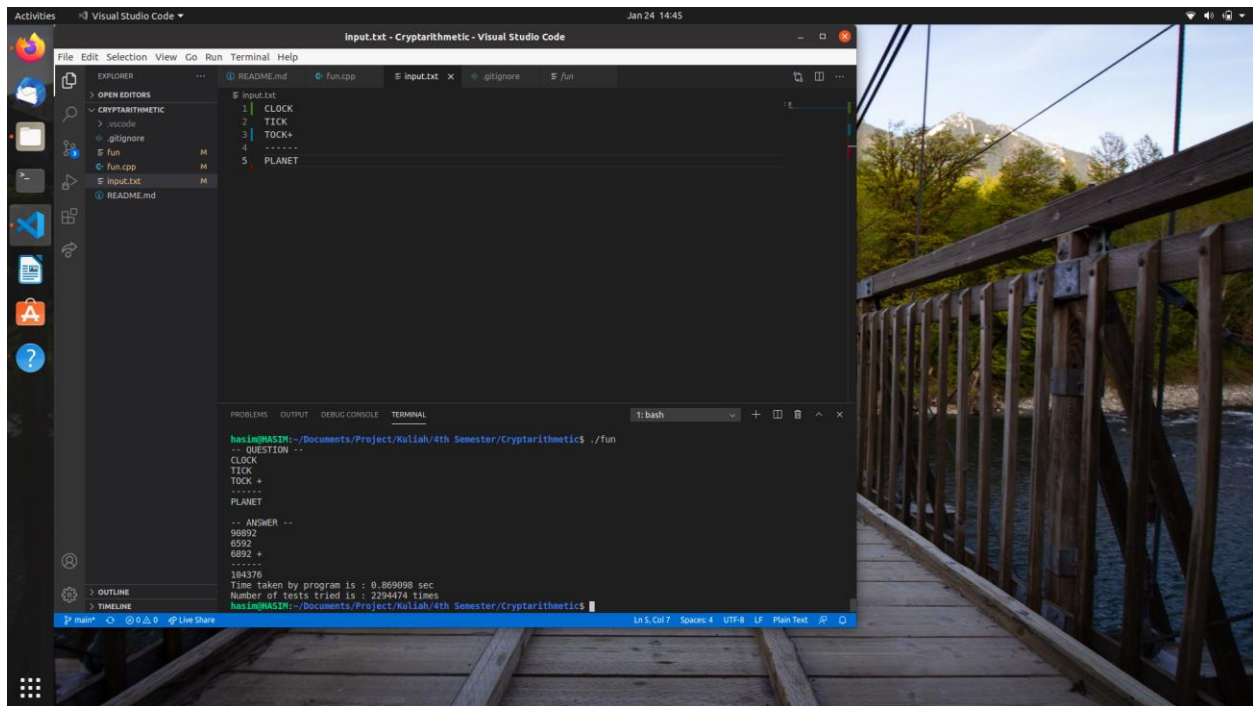 Activities Visual Studio Code Jan 24 14:45
input.txt - Cryptarithmetic - Visual Studio Code
File Edit Selection View Go Run Terminal Help
EXPLORER ···
> OPEN EDITORS
CRYPTARITHMETIC
> .vscode
.gitignore
fun M
fun.cpp M
input.txt M
README.md
> OUTLINE
> TIMELINE
README.md fun.cpp input.txt × .gitignore fun
input.txt
1 CLOCK
2 TICK
3 TOCK+
4 ------
5 PLANET
PROBLEMS OUTPUT DEBUG CONSOLE TERMINAL 1: bash
hasim@HASIM:~/Documents/Project/Kuliah/4th Semester/Cryptarithmetic$ ./fun
-- QUESTION --
CLOCK
TICK
TOCK +
------
PLANET
-- ANSWER --
90892
6592
6892 +
------
104376
Time taken by program is : 0.869098 sec
Number of tests tried is : 2294474 times
hasim@HASIM:~/Documents/Project/Kuliah/4th Semester/Cryptarithmetic$
main* 0 0 Live Share Ln 5, Col 7 Spaces: 4 UTF-8 LF Plain Text